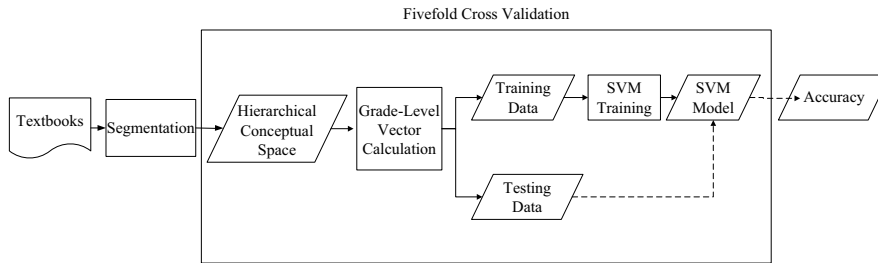 Fivefold Cross Validation
Textbooks
Segmentation
Hierarchical
Conceptual
Space
Grade-Level
Vector
Calculation
Training
Data
SVM
Training
SVM
Model
Accuracy
Testing
Data